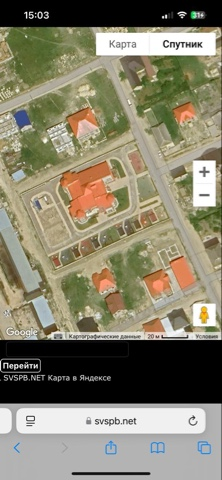 15:03
Карта Спутник
+
−
Google
Картографические данные 20 м Условия
Перейти
, SVSPB.NET Карта в Яндексе
svspb.net